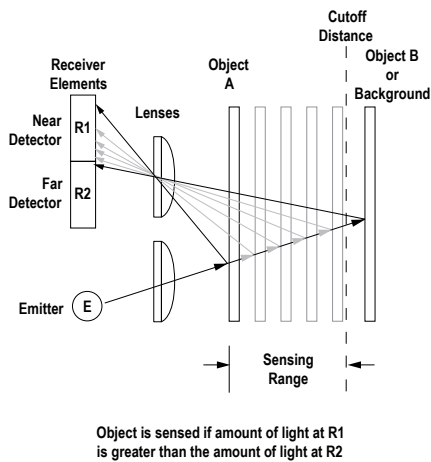 Cutoff
Distance
Receiver
Elements
Object
A
Object B
or
Background
Lenses
Near
Detector
R1
Far
Detector
R2
Emitter
E
Sensing
Range
Object is sensed if amount of light at R1
is greater than the amount of light at R2